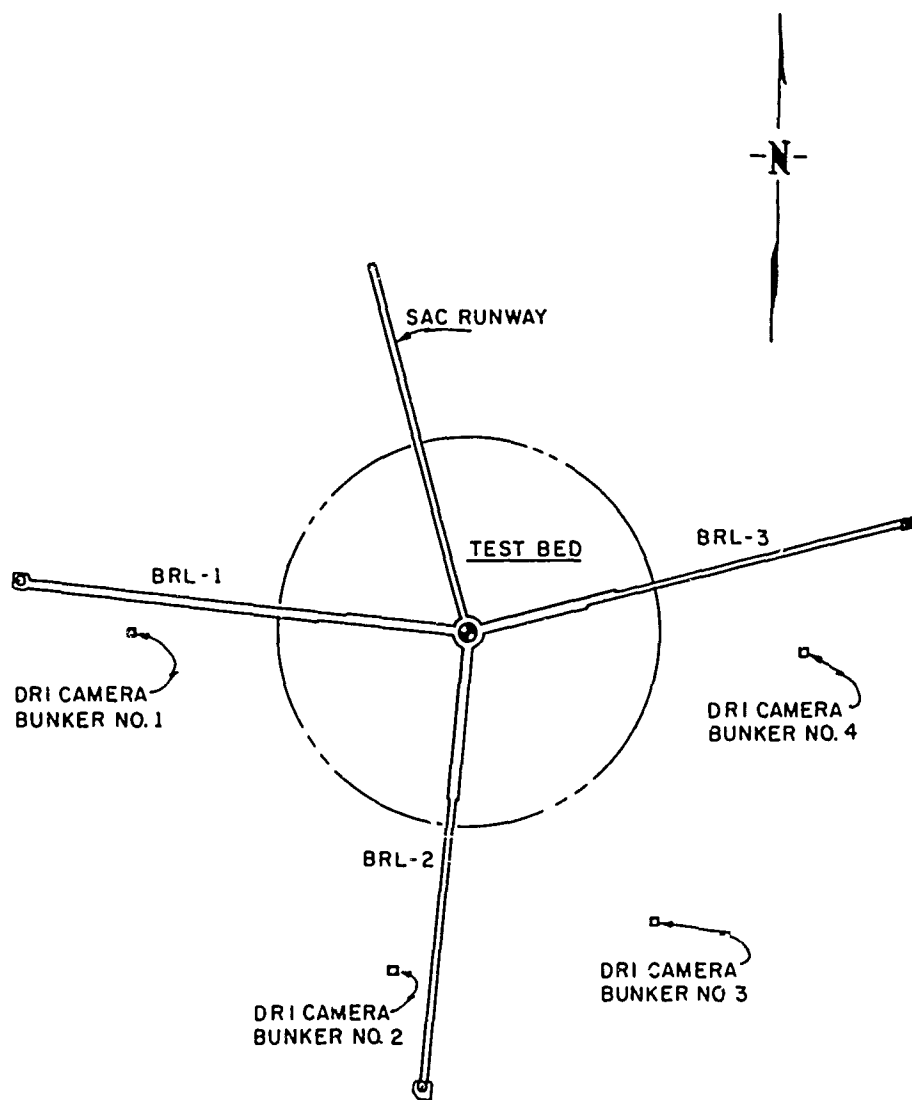 -N-
SAC RUNWAY
TEST BED
BRL-3
BRL-1
DRI CAMERA
BUNKER NO. 1
DRI CAMERA
BUNKER NO. 4
BRL-2
DRI CAMERA
BUNKER NO 3
DRI CAMERA
BUNKER NO. 2